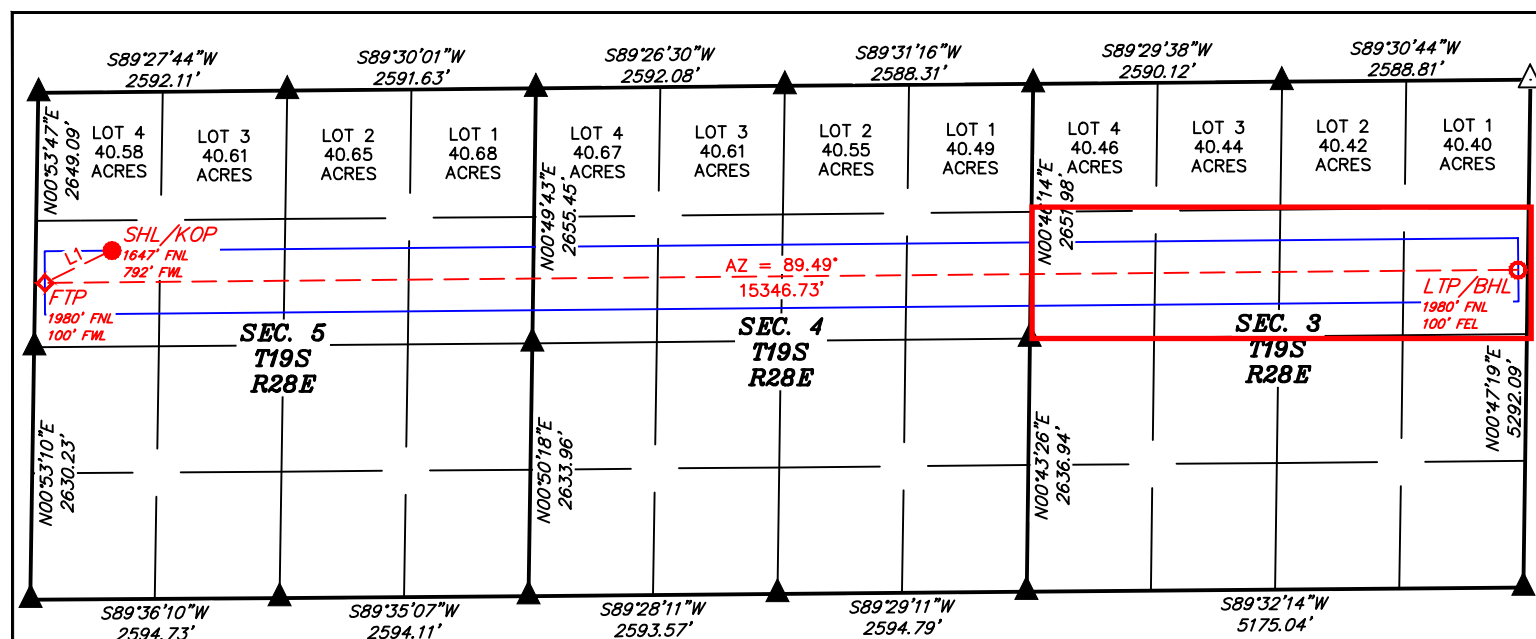 S89°27'44"W
2592.11'
S89°30'01"W
2591.63'
S89°26'30"W
2592.08'
S89°31'16"W
2588.31'
S89°29'38"W
2590.12'
S89°30'44"W
2588.81'
N00°53'47"E
2649.09'
LOT 4
40.58
ACRES
LOT 3
40.61
ACRES
LOT 2
40.65
ACRES
LOT 1
40.68
ACRES
N00°49'43"E
2655.45'
LOT 4
40.67
ACRES
LOT 3
40.61
ACRES
LOT 2
40.55
ACRES
LOT 1
40.49
ACRES
N00°46'14"E
2651.98'
LOT 4
40.46
ACRES
LOT 3
40.44
ACRES
LOT 2
40.42
ACRES
LOT 1
40.40
ACRES
L1
SHL/KOP
1647' FNL
792' FWL
FTP
1980' FNL
100' FWL
AZ = 89.49°
15346.73'
LTP/BHL
1980' FNL
100' FEL
SEC. 5
T19S
R28E
SEC. 4
T19S
R28E
SEC. 3
T19S
R28E
N00°53'10"E
2630.23'
N00°50'18"E
2633.96'
N00°43'26"E
2636.94'
N00°47'19"E
5292.09'
S89°36'10"W
2594.73'
S89°35'07"W
2594.11'
S89°28'11"W
2593.57'
S89°29'11"W
2594.79'
S89°32'14"W
5175.04'